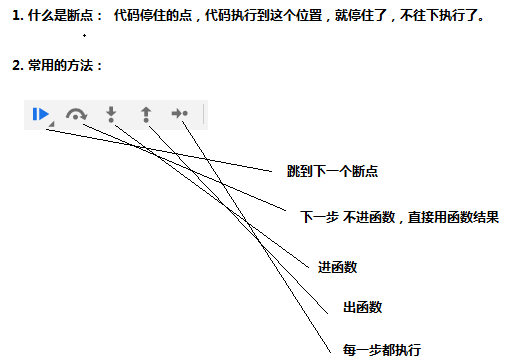 1. 什么是断点： 代码停住的点，代码执行到这个位置，就停住了，不往下执行了。
2. 常用的方法：
跳到下一个断点
下一步 不进函数，直接用函数结果
进函数
出函数
每一步都执行